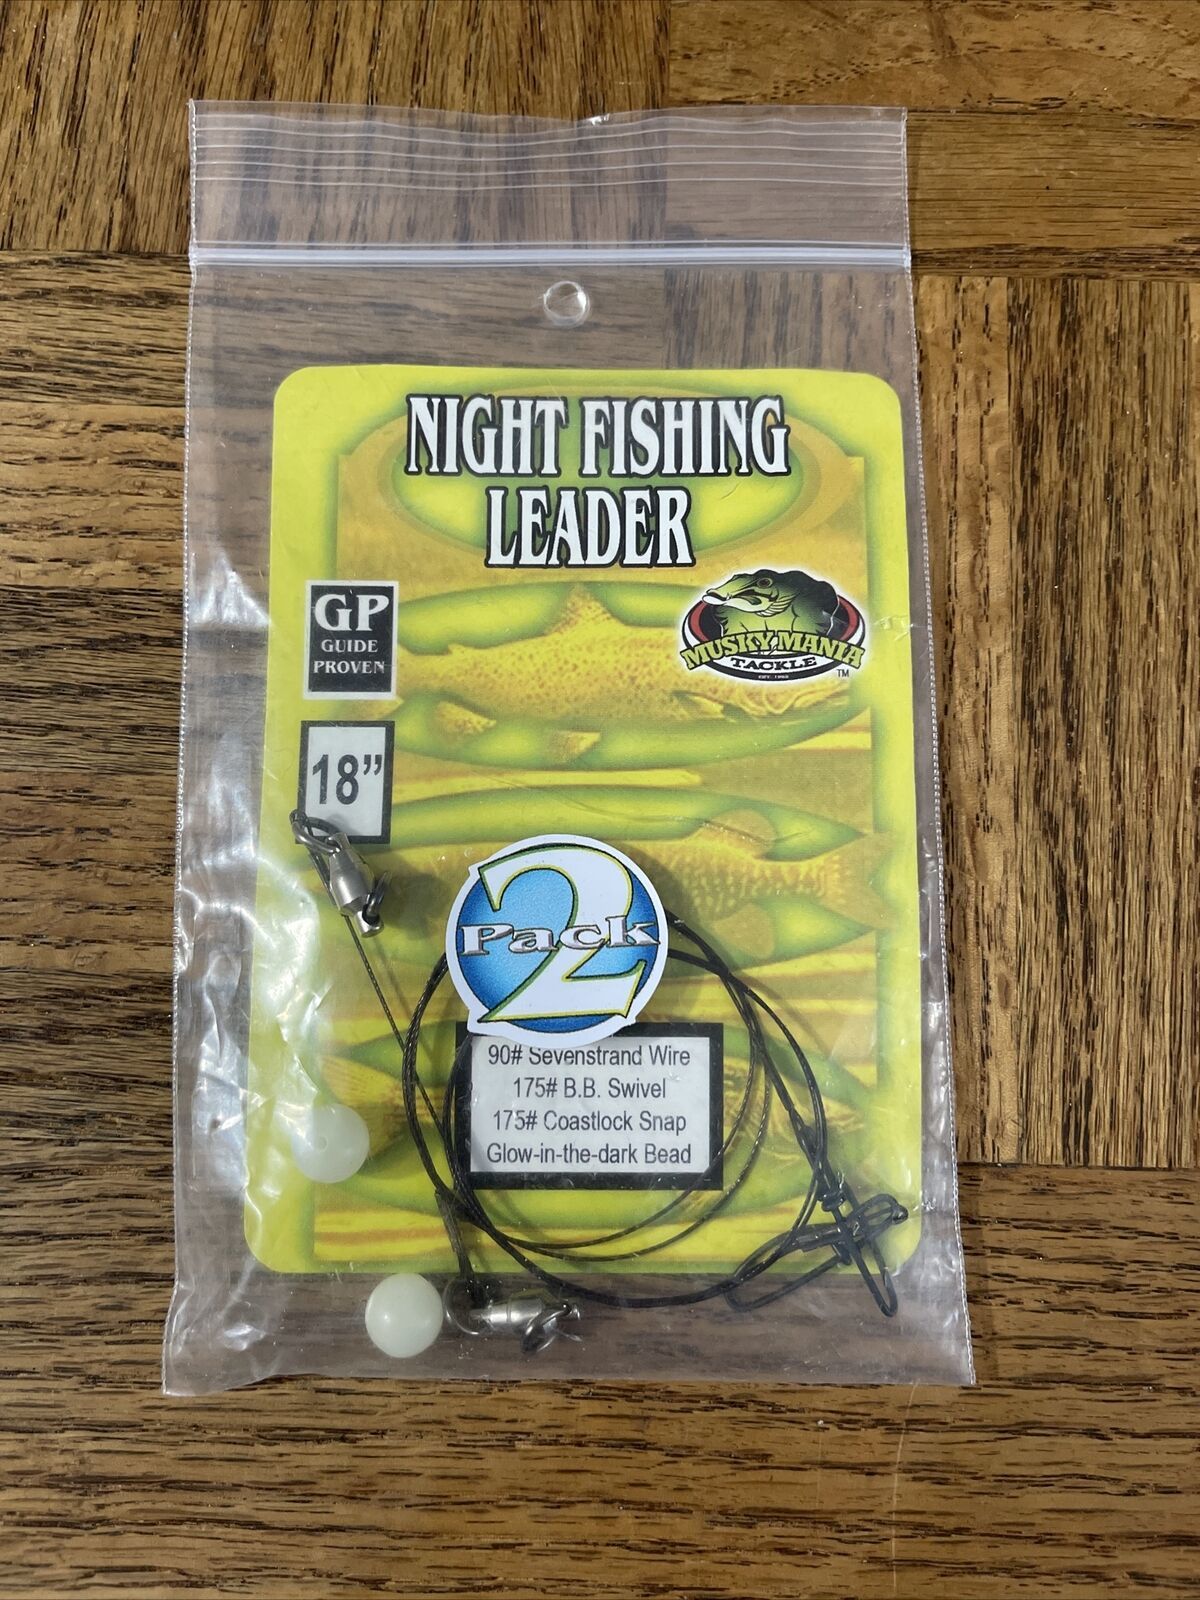 NIGHT FISHING
LEADER
GP
GUIDE
PROVEN
MUSKY MANIA
TACKLE
TM
18”
2
Pack
90# Sevenstrand Wire
175# B.B. Swivel
175# Coastlock Snap
Glow-in-the-dark Bead